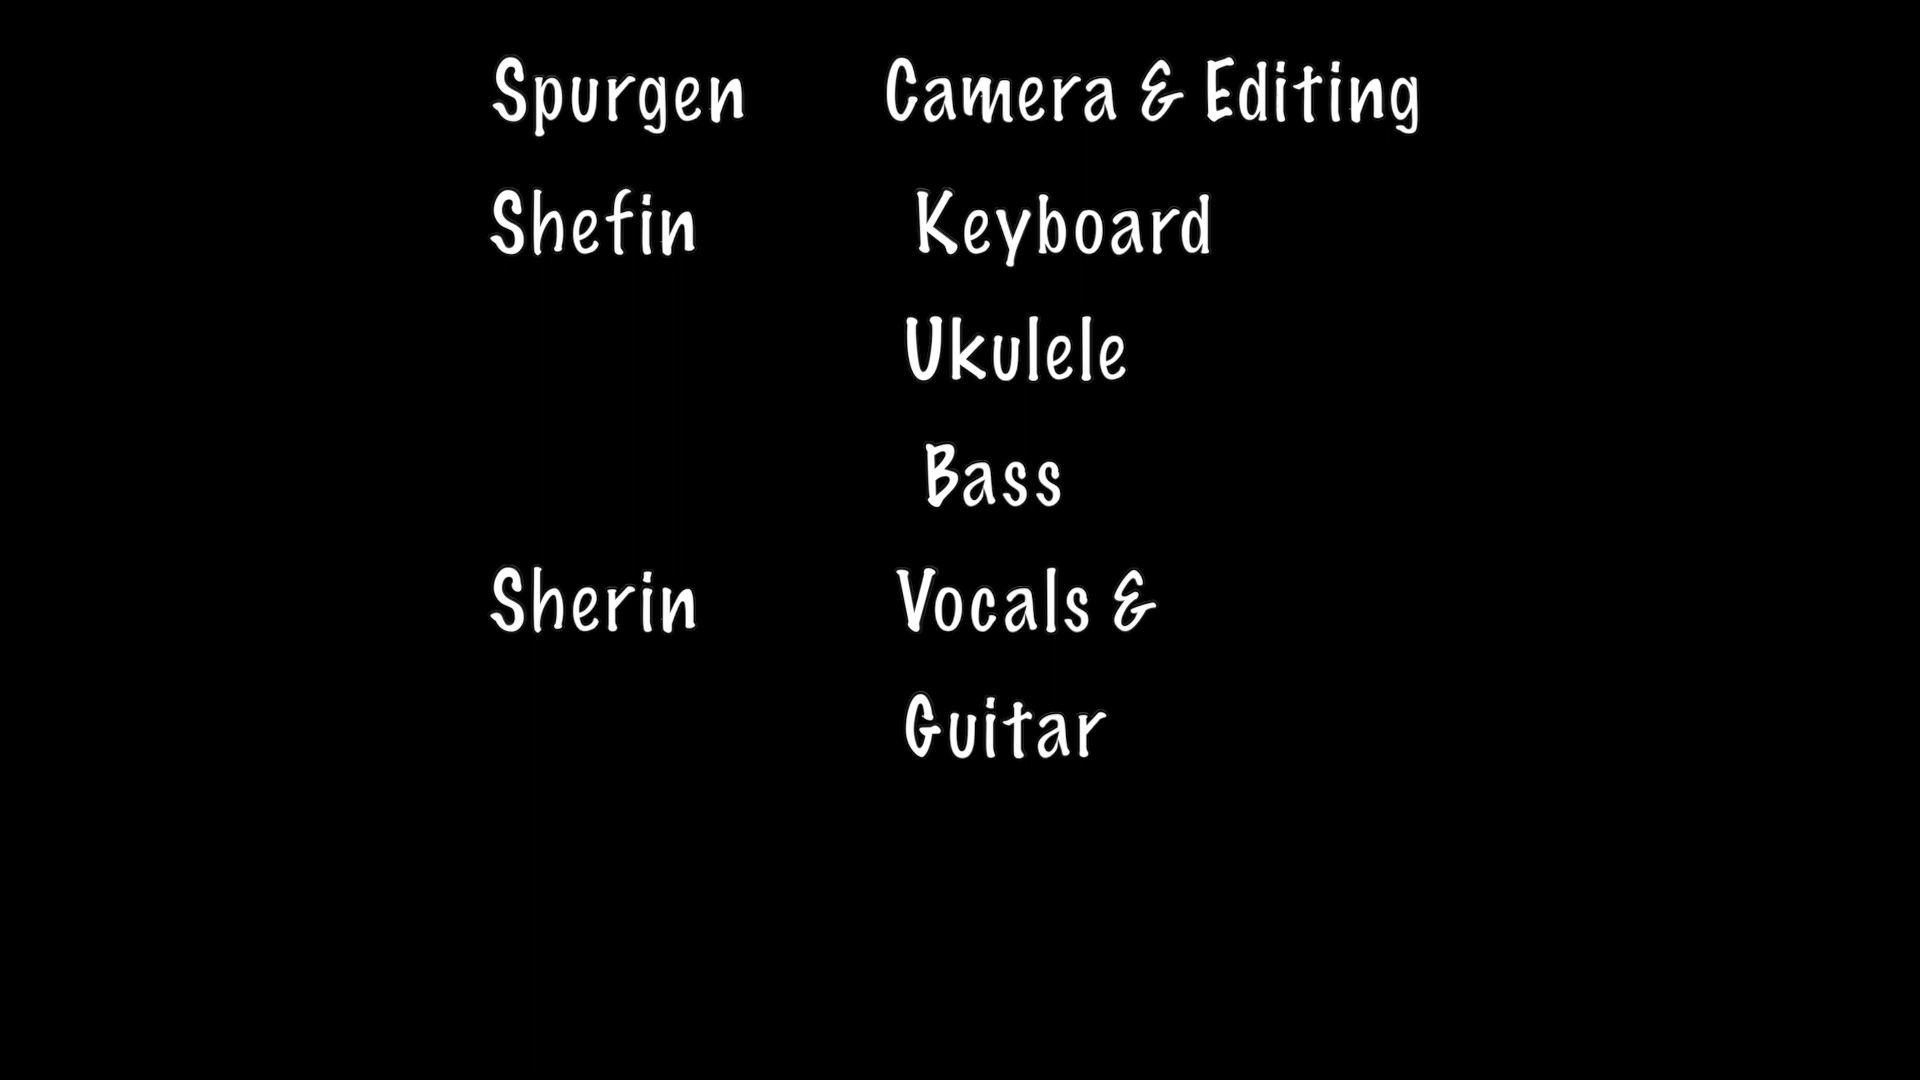 Spurgen Camera & Editing
Shefin Keyboard
Ukulele
Bass
Sherin Vocals &
Guitar